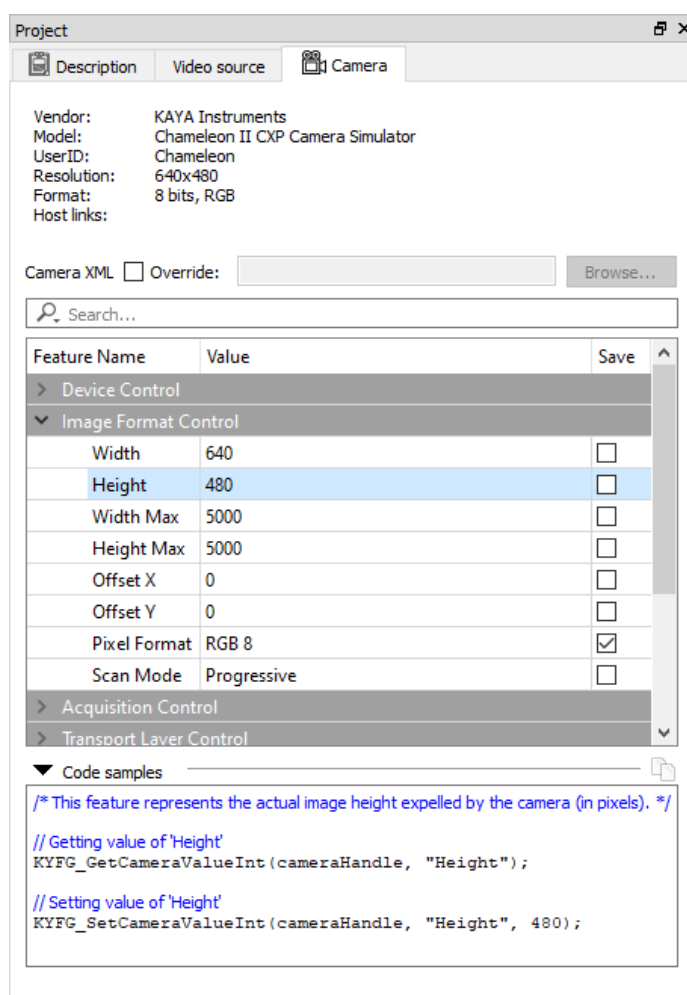 Project
Description
Video source
Camera
Vendor: KAYA Instruments
Model: Chameleon II CXP Camera Simulator
UserID: Chameleon
Resolution: 640x480
Format: 8 bits, RGB
Host links:
Camera XML Override: Browse...
Search...
Feature Name Value Save
Device Control
Image Format Control
Width 640
Height 480
Width Max 5000
Height Max 5000
Offset X 0
Offset Y 0
Pixel Format RGB 8
Scan Mode Progressive
Acquisition Control
Transport Layer Control
Code samples
/* This feature represents the actual image height expelled by the camera (in pixels). */
// Getting value of 'Height'
KYFG_GetCameraValueInt(cameraHandle, "Height");
// Setting value of 'Height'
KYFG_SetCameraValueInt(cameraHandle, "Height", 480);